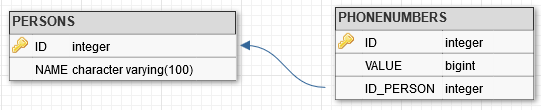 PERSONS
ID integer
NAME character varying(100)
PHONENUMBERS
ID integer
VALUE bigint
ID_PERSON integer